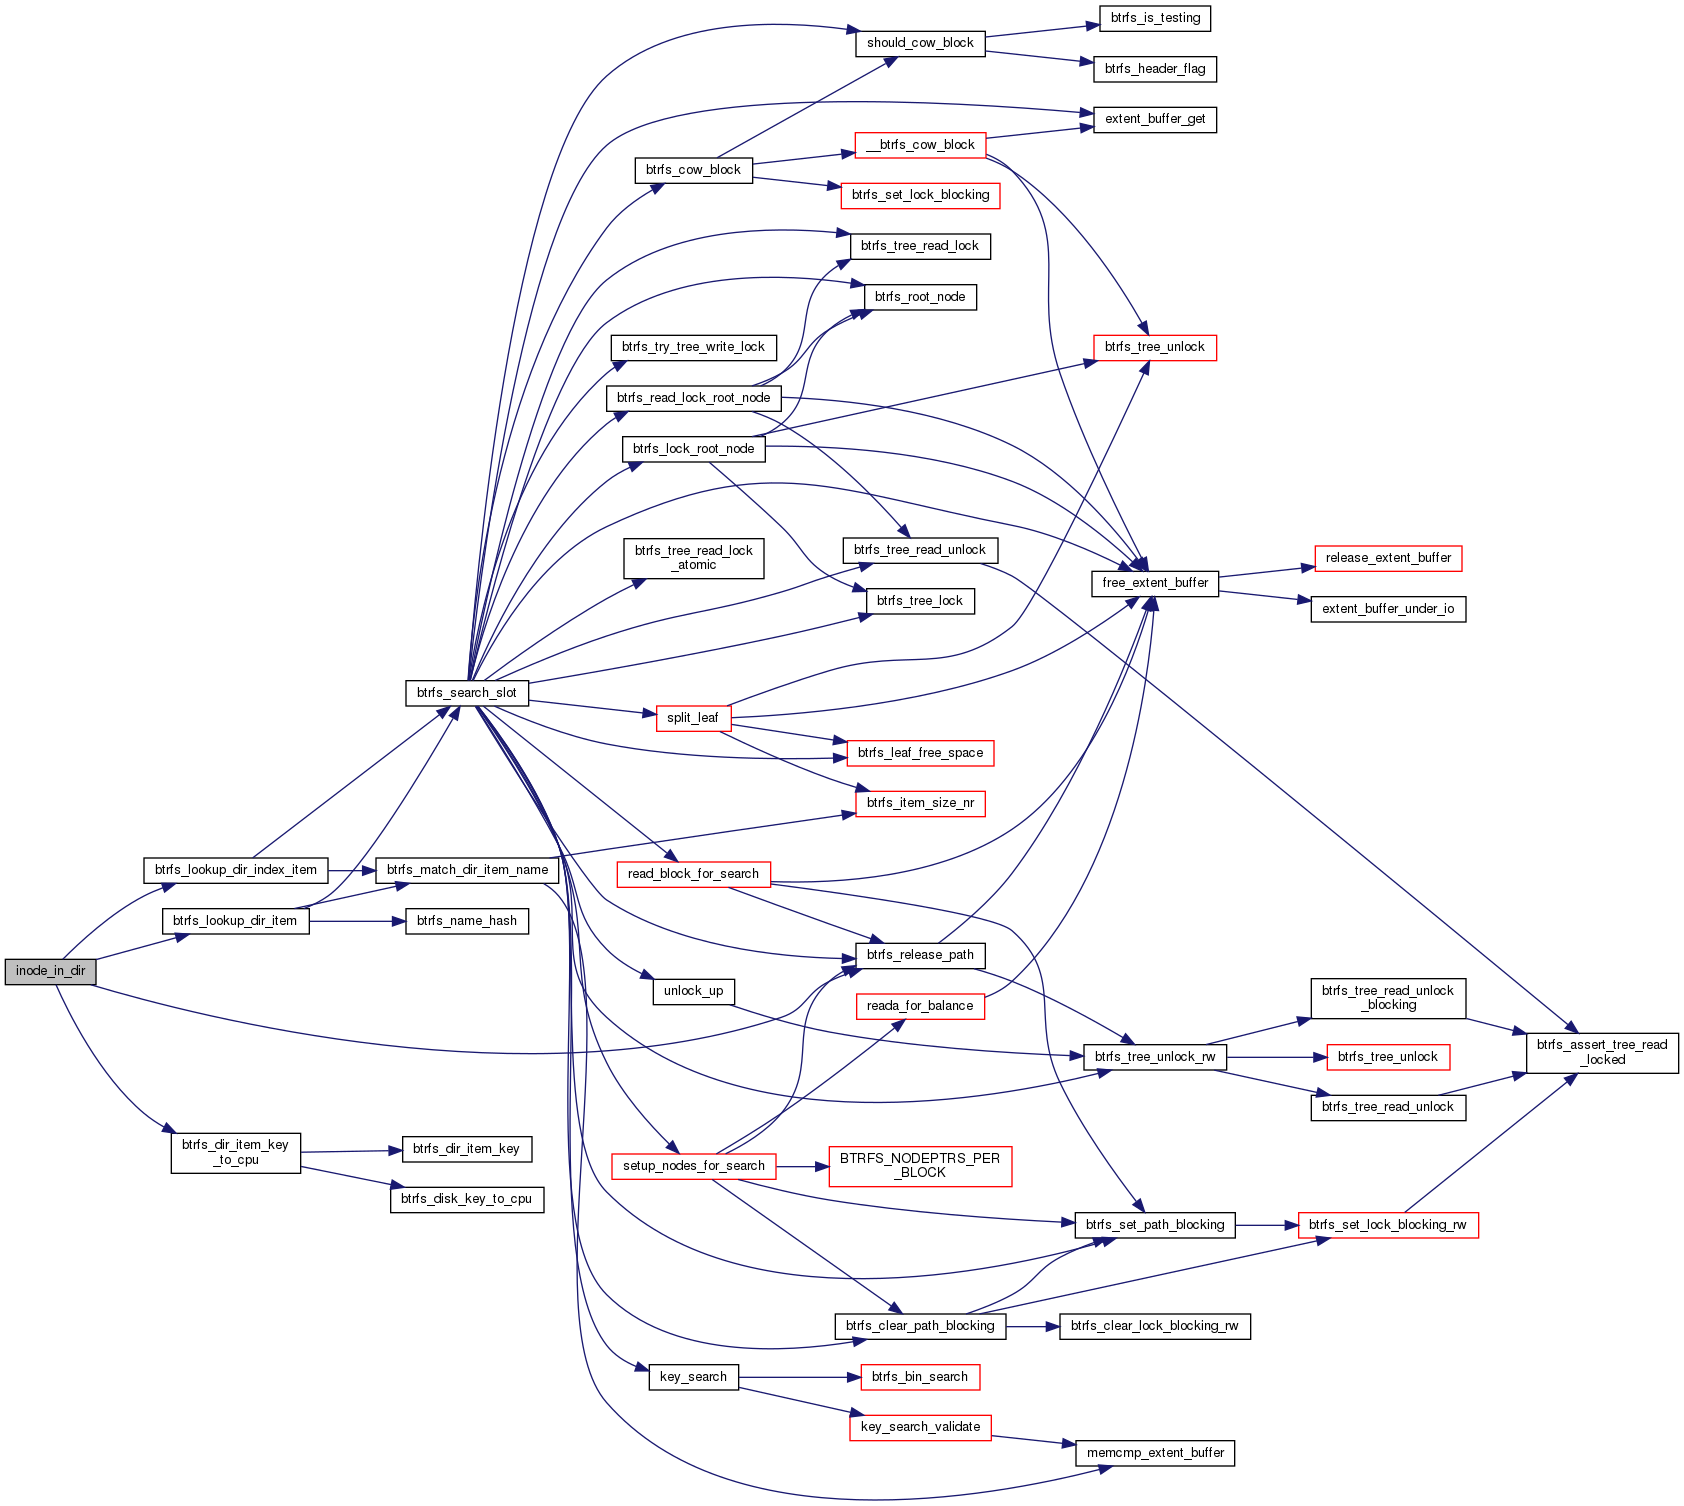 btrfs_is_testing
should_cow_block
btrfs_header_flag
extent_buffer_get
__btrfs_cow_block
btrfs_cow_block
btrfs_set_lock_blocking
btrfs_tree_read_lock
btrfs_root_node
btrfs_try_tree_write_lock
btrfs_tree_unlock
btrfs_read_lock_root_node
btrfs_lock_root_node
btrfs_tree_read_lock
_atomic
btrfs_tree_read_unlock
release_extent_buffer
free_extent_buffer
btrfs_tree_lock
extent_buffer_under_io
btrfs_search_slot
split_leaf
btrfs_leaf_free_space
btrfs_item_size_nr
btrfs_lookup_dir_index_item
btrfs_match_dir_item_name
read_block_for_search
btrfs_lookup_dir_item
btrfs_name_hash
btrfs_release_path
inode_in_dir
unlock_up
reada_for_balance
btrfs_tree_read_unlock
_blocking
btrfs_assert_tree_read
_locked
btrfs_tree_unlock_rw
btrfs_tree_unlock
btrfs_tree_read_unlock
btrfs_dir_item_key
_to_cpu
btrfs_dir_item_key
setup_nodes_for_search
BTRFS_NODEPTRS_PER
_BLOCK
btrfs_disk_key_to_cpu
btrfs_set_path_blocking
btrfs_set_lock_blocking_rw
btrfs_clear_path_blocking
btrfs_clear_lock_blocking_rw
key_search
btrfs_bin_search
key_search_validate
memcmp_extent_buffer